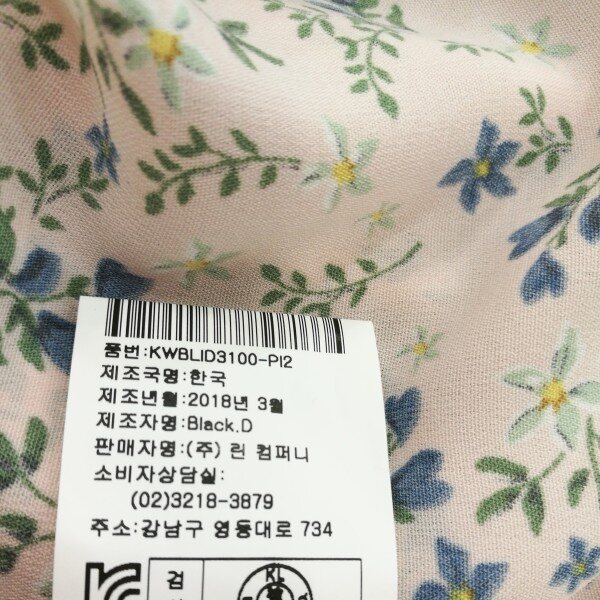 품번:KWBLID3100-PI2
제조국명:한국
제조년월:2018년 3월
제조자명:Black.D
판매자명:(주) 린 컴퍼니
소비자상담실:
(02)3218-3879
주소:강남구 영동대로 734
검